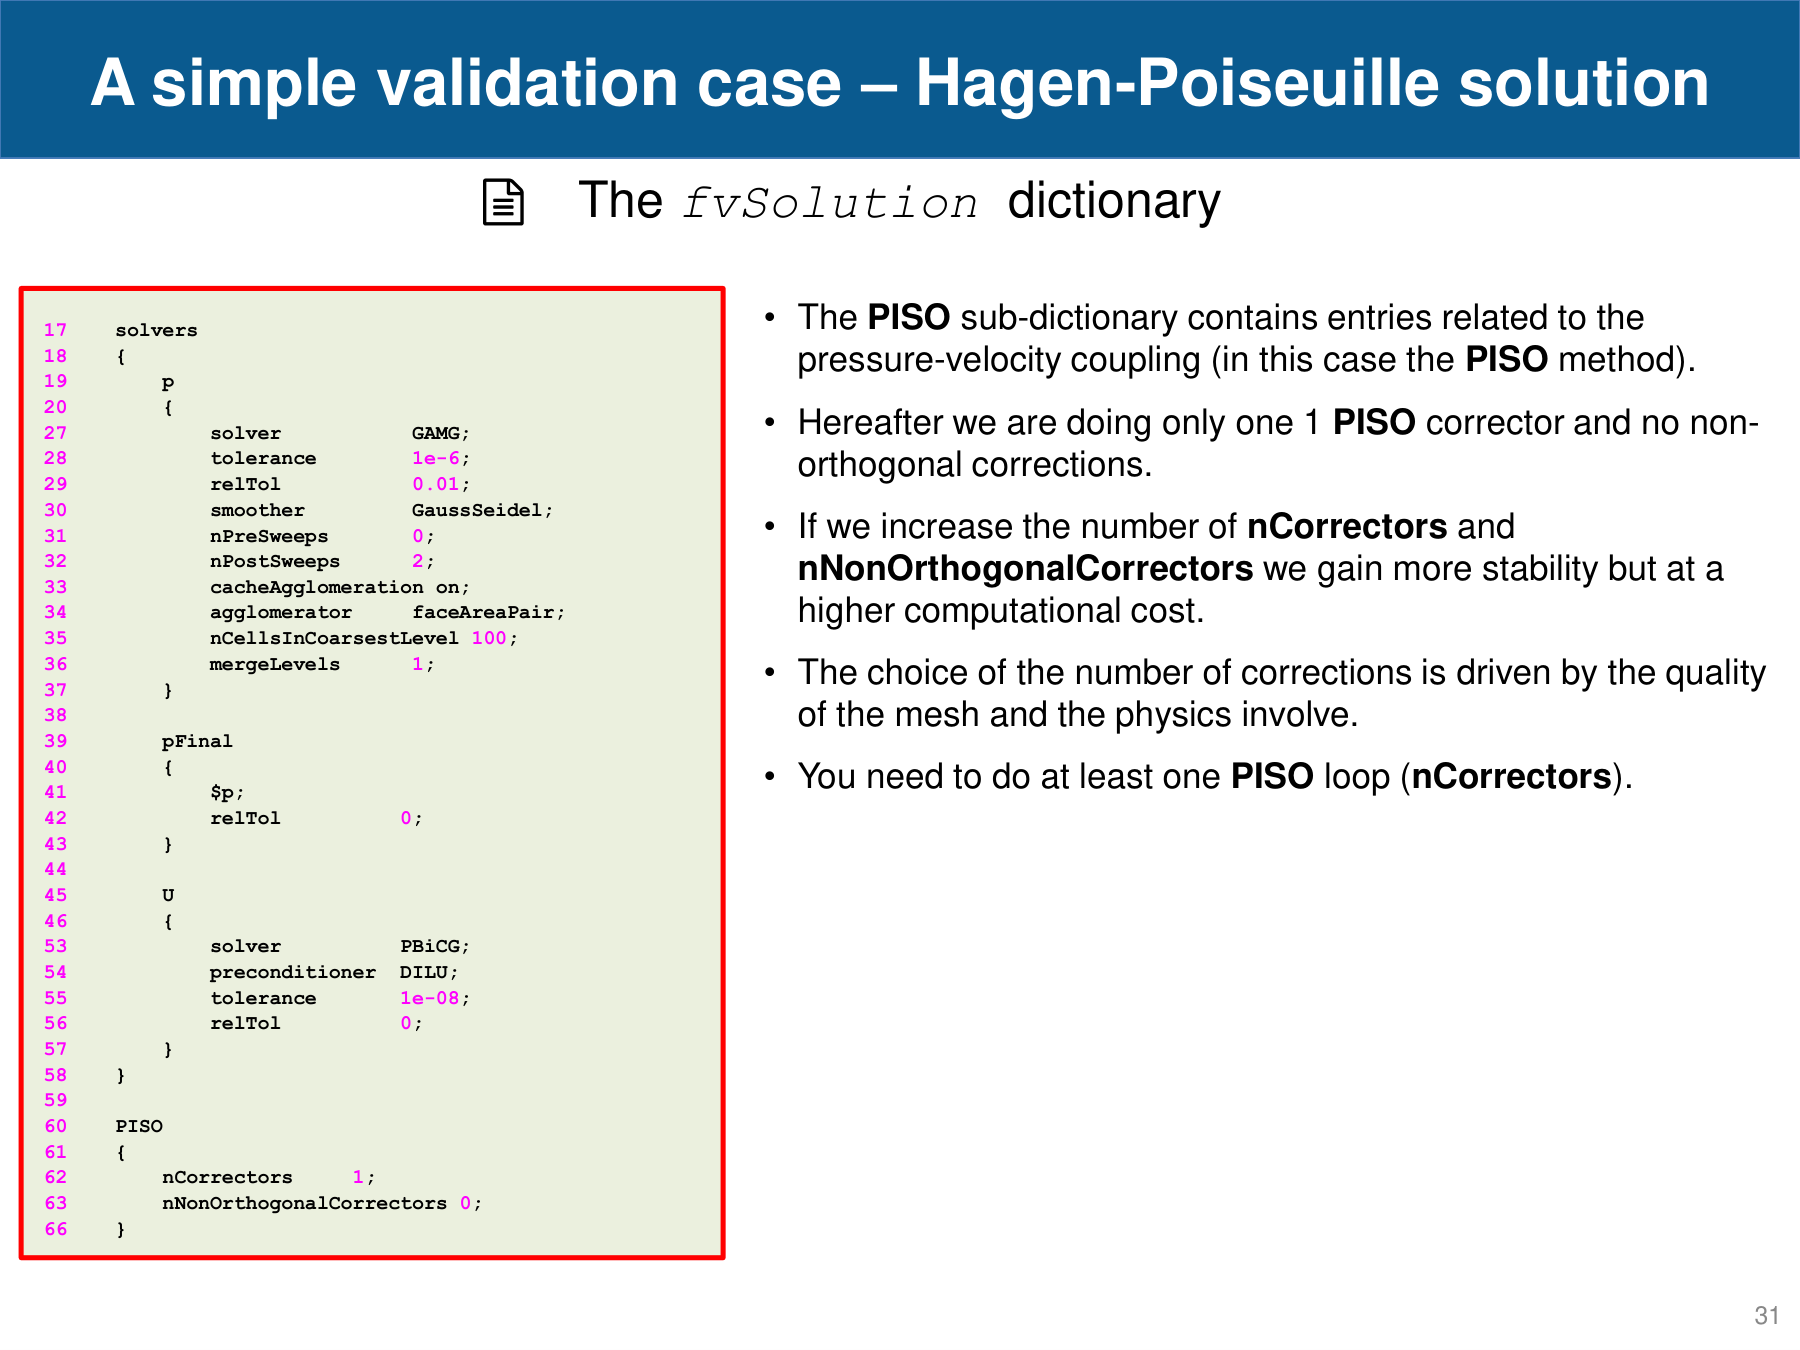 A simple validation case – Hagen-Poiseuille solution
The fvSolution dictionary
17 solvers
18 {
19 p
20 {
27 solver GAMG;
28 tolerance 1e-6;
29 relTol 0.01;
30 smoother GaussSeidel;
31 nPreSweeps 0;
32 nPostSweeps 2;
33 cacheAgglomeration on;
34 agglomerator faceAreaPair;
35 nCellsInCoarsestLevel 100;
36 mergeLevels 1;
37 }
38
39 pFinal
40 {
41 $p;
42 relTol 0;
43 }
44
45 U
46 {
53 solver PBiCG;
54 preconditioner DILU;
55 tolerance 1e-08;
56 relTol 0;
57 }
58 }
59
60 PISO
61 {
62 nCorrectors 1;
63 nNonOrthogonalCorrectors 0;
66 }
• The PISO sub-dictionary contains entries related to the
pressure-velocity coupling (in this case the PISO method).
• Hereafter we are doing only one 1 PISO corrector and no non-
orthogonal corrections.
• If we increase the number of nCorrectors and
nNonOrthogonalCorrectors we gain more stability but at a
higher computational cost.
• The choice of the number of corrections is driven by the quality
of the mesh and the physics involve.
• You need to do at least one PISO loop (nCorrectors).
31